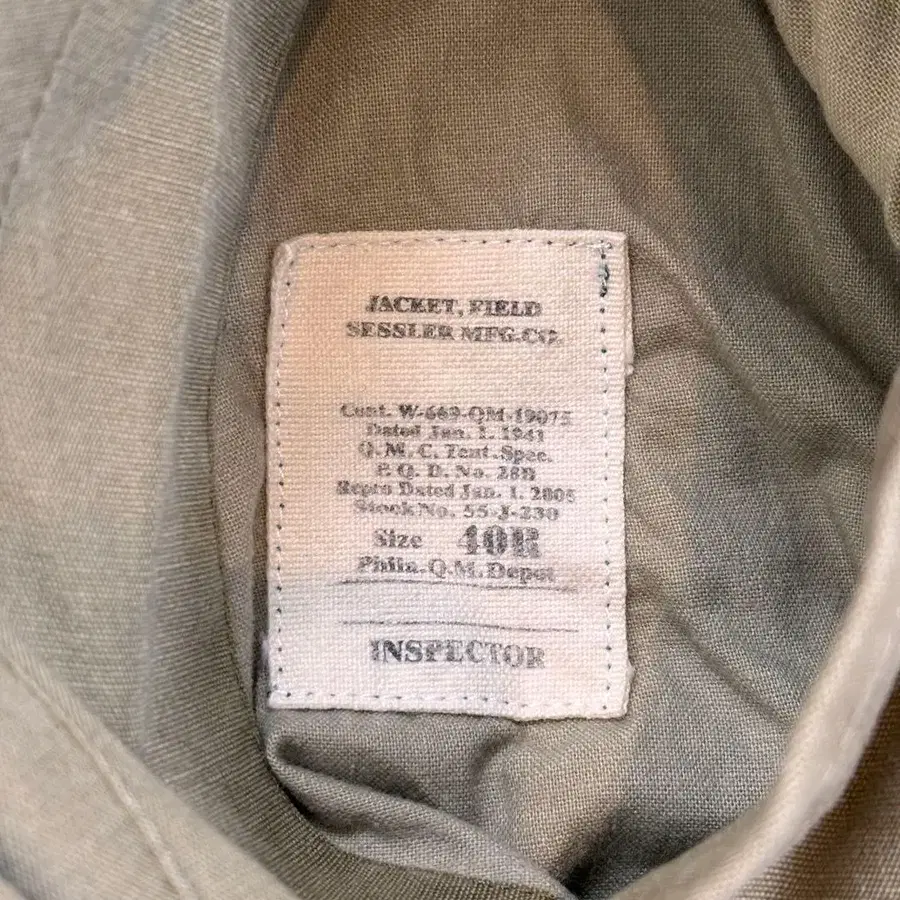 JACKET, FIELD
SESSLER MFG.CO.
Cont. W-669-QM-19075
Dated Jan. 1. 1941
Q. M. C. Tent. Spec.
P. Q. D. No. 28B
Repro Dated Jan. 1. 2005
Stock No. 55-J-230
Size 40R
Phila. Q.M. Depot
INSPECTOR